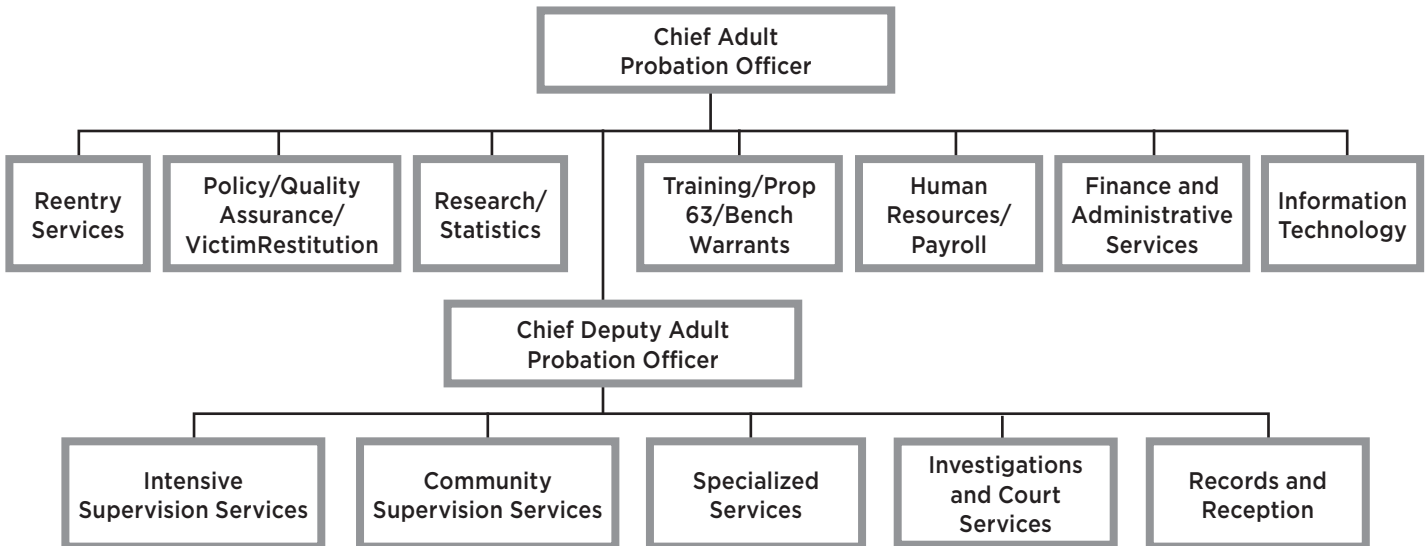 Chief Adult
Probation Officer
Reentry
Services
Policy/Quality
Assurance/
VictimRestitution
Research/
Statistics
Training/Prop
63/Bench
Warrants
Human
Resources/
Payroll
Finance and
Administrative
Services
Information
Technology
Chief Deputy Adult
Probation Officer
Intensive
Supervision Services
Community
Supervision Services
Specialized
Services
Investigations
and Court
Services
Records and
Reception